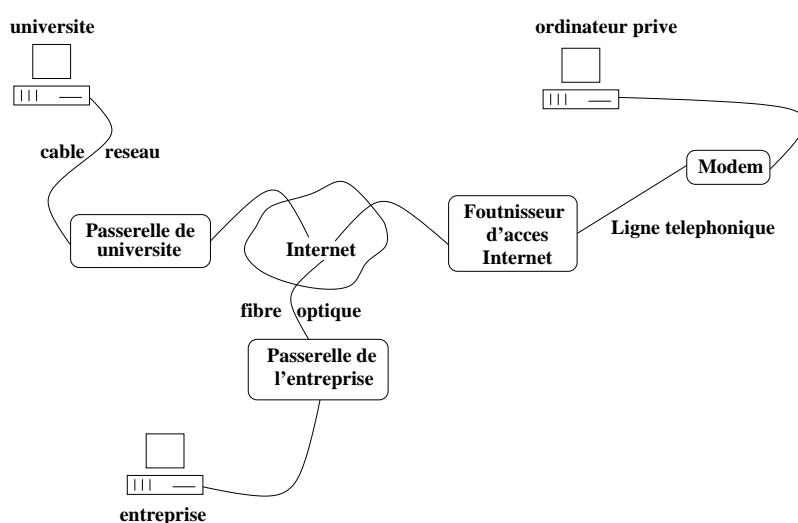 universite
ordinateur prive
cable reseau
Modem
Passerelle de
universite
Internet
Foutnisseur
d'acces
Internet
Ligne telephonique
fibre optique
Passerelle de
l'entreprise
entreprise